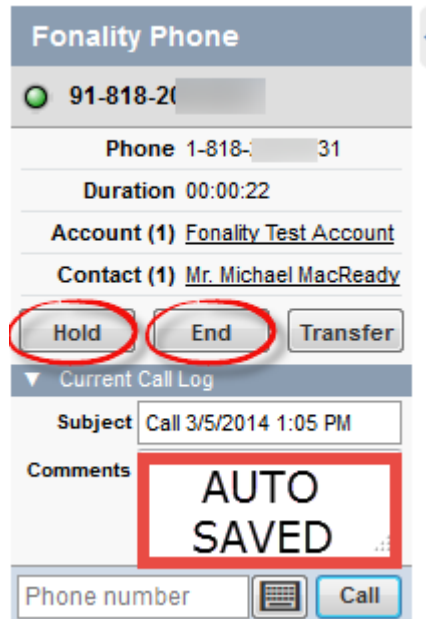 Fonality Phone
91-818-20
Phone 1-818- 31
Duration 00:00:22
Account (1) Fonality Test Account
Contact (1) Mr. Michael MacReady
Hold End Transfer
Current Call Log
Subject Call 3/5/2014 1:05 PM
Comments AUTO
SAVED
Phone number Call